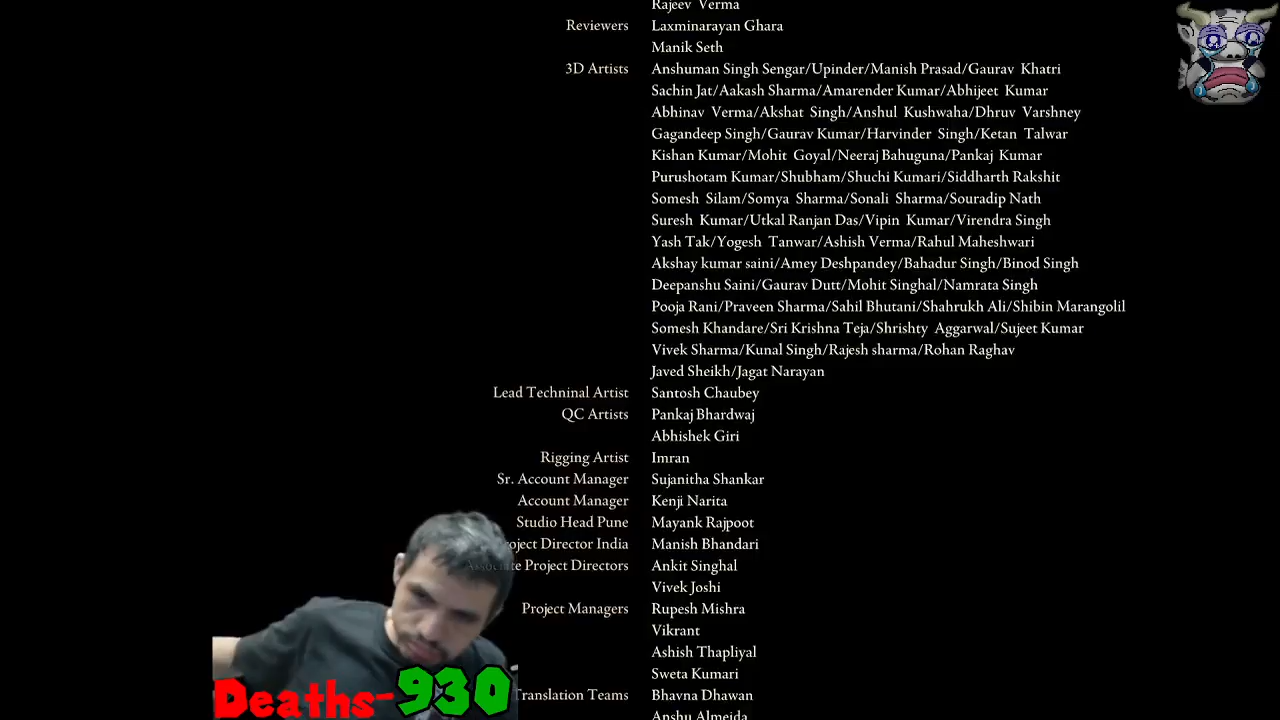 Rajeev Verma
Reviewers Laxminarayan Ghara
Manik Seth
3D Artists Anshuman Singh Sengar/Upinder/Manish Prasad/Gaurav Khatri
Sachin Jat/Aakash Sharma/Amarender Kumar/Abhijeet Kumar
Abhinav Verma/Akshat Singh/Anshul Kushwaha/Dhruv Varshney
Gagandeep Singh/Gaurav Kumar/Harvinder Singh/Ketan Talwar
Kishan Kumar/Mohit Goyal/Neeraj Bahuguna/Pankaj Kumar
Purushotam Kumar/Shubham/Shuchi Kumari/Siddharth Rakshit
Somesh Silam/Somya Sharma/Sonali Sharma/Souradip Nath
Suresh Kumar/Utkal Ranjan Das/Vipin Kumar/Virendra Singh
Yash Tak/Yogesh Tanwar/Ashish Verma/Rahul Maheshwari
Akshay kumar saini/Amey Deshpandey/Bahadur Singh/Binod Singh
Deepanshu Saini/Gaurav Dutt/Mohit Singhal/Namrata Singh
Pooja Rani/Praveen Sharma/Sahil Bhutani/Shahrukh Ali/Shibin Marangolil
Somesh Khandare/Sri Krishna Teja/Shrishty Aggarwal/Sujeet Kumar
Vivek Sharma/Kunal Singh/Rajesh sharma/Rohan Raghav
Javed Sheikh/Jagat Narayan
Lead Techninal Artist Santosh Chaubey
QC Artists Pankaj Bhardwaj
Abhishek Giri
Rigging Artist Imran
Sr. Account Manager Sujanitha Shankar
Account Manager Kenji Narita
Studio Head Pune Mayank Rajpoot
Director India Manish Bhandari
Project Directors Ankit Singhal
Vivek Joshi
Project Managers Rupesh Mishra
Vikrant
Ashish Thapliyal
Sweta Kumari
Translation Teams Bhavna Dhawan
Anshu Almeida
Deaths-930